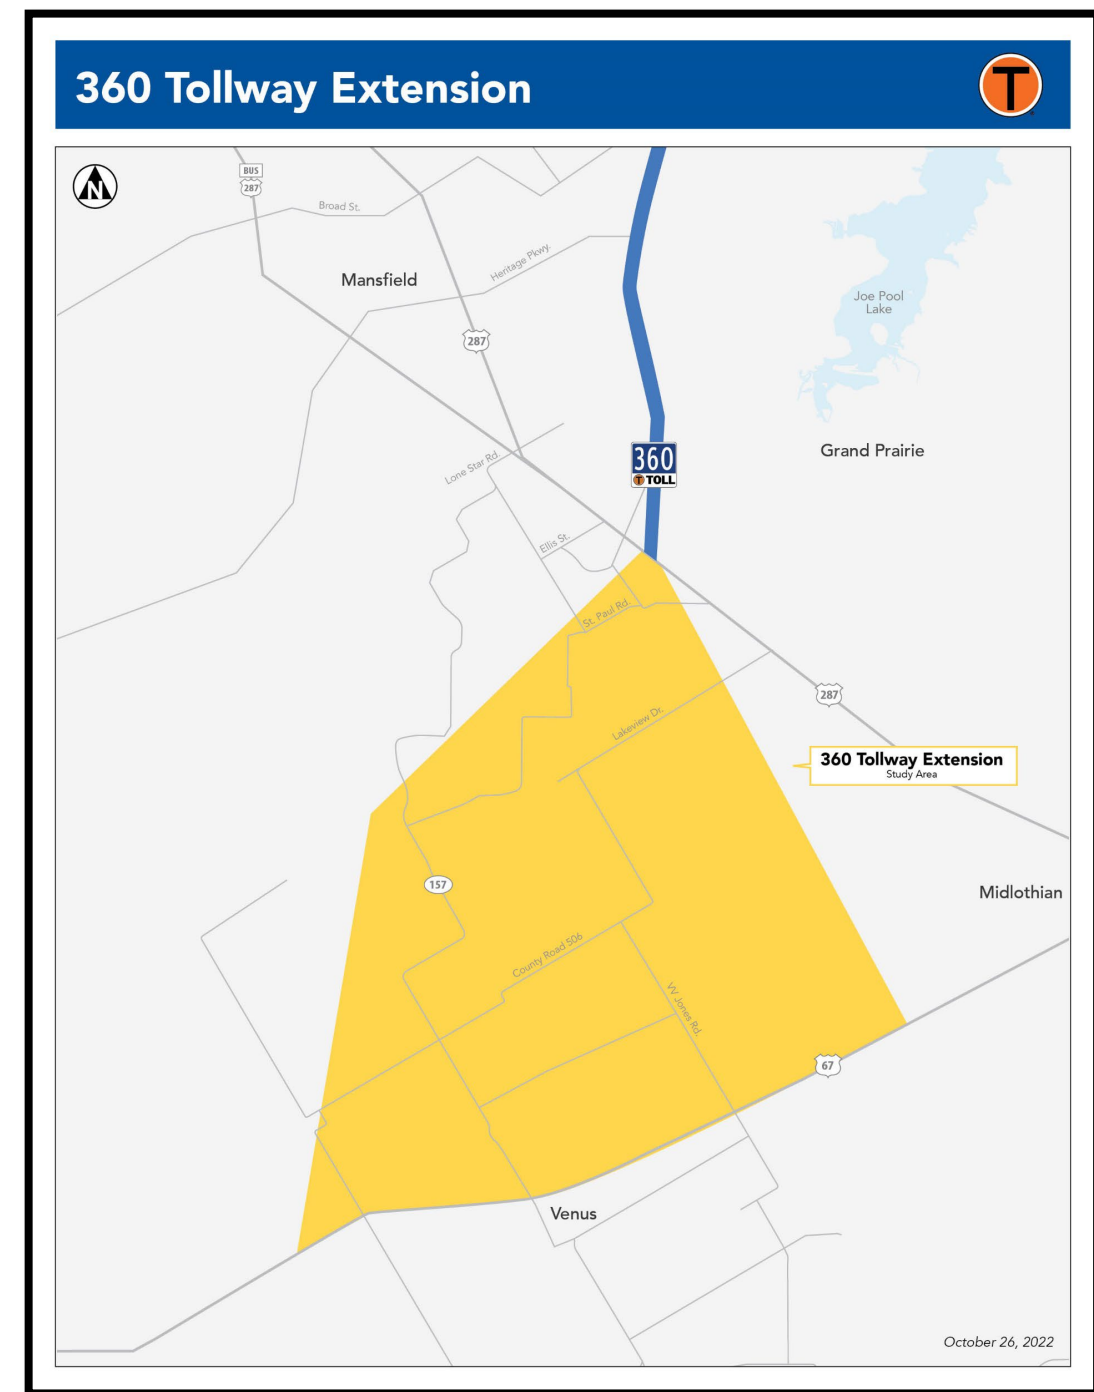 360 Tollway Extension
T
N
BUS
287
Broad St.
Mansfield
Heritage Pkwy.
Joe Pool
Lake
287
Grand Prairie
360
T TOLL
Lone Star Rd.
Ellis St.
St. Paul Rd.
287
Lakeview Dr.
360 Tollway Extension
Study Area
157
Midlothian
County Road 506
VV Jones Rd.
67
Venus
October 26, 2022